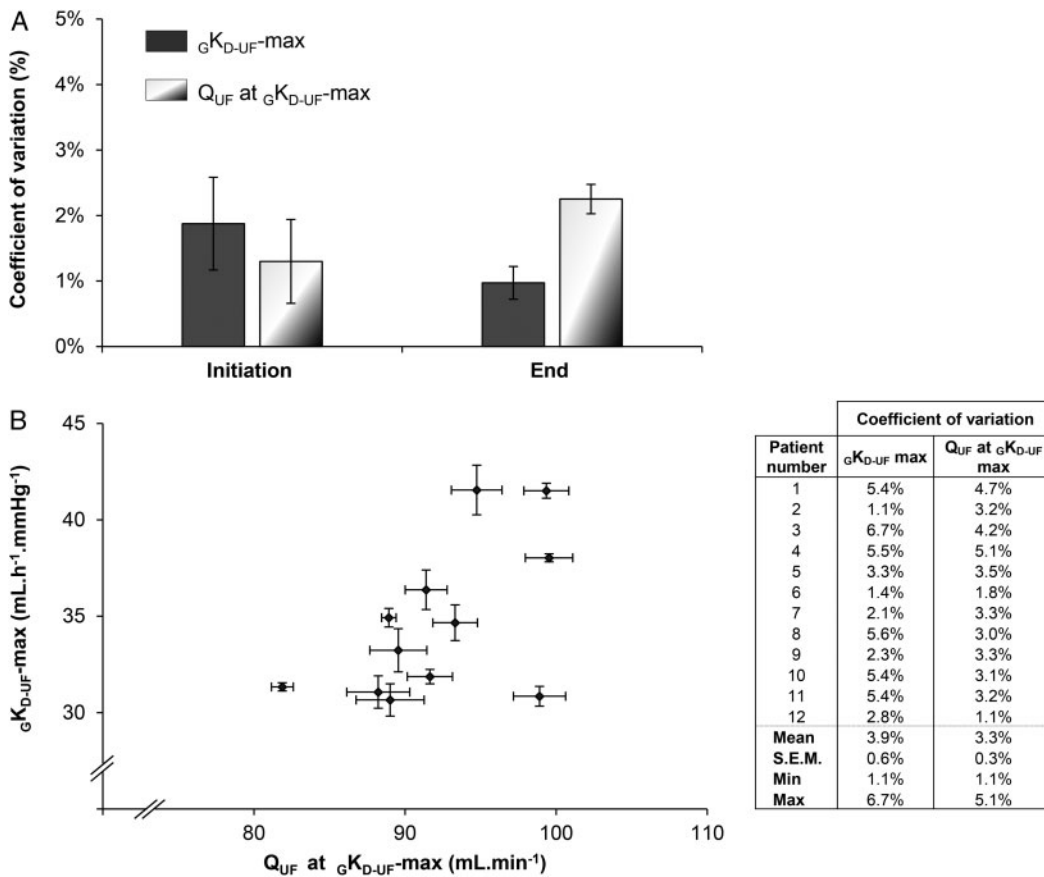 A
5%
4%
3%
2%
1%
0%
Coefficient of variation (%)
GKD-UF-max
QUF at GKD-UF-max
Initiation
End
B
45
40
35
30
GKD-UF-max (mL.h-1.mmHg-1)
80 90 100 110
QUF at GKD-UF-max (mL.min-1)
Coefficient of variation
Patient number GKD-UF max QUF at GKD-UF max
1 5.4% 4.7%
2 1.1% 3.2%
3 6.7% 4.2%
4 5.5% 5.1%
5 3.3% 3.5%
6 1.4% 1.8%
7 2.1% 3.3%
8 5.6% 3.0%
9 2.3% 3.3%
10 5.4% 3.1%
11 5.4% 3.2%
12 2.8% 1.1%
Mean 3.9% 3.3%
S.E.M. 0.6% 0.3%
Min 1.1% 1.1%
Max 6.7% 5.1%